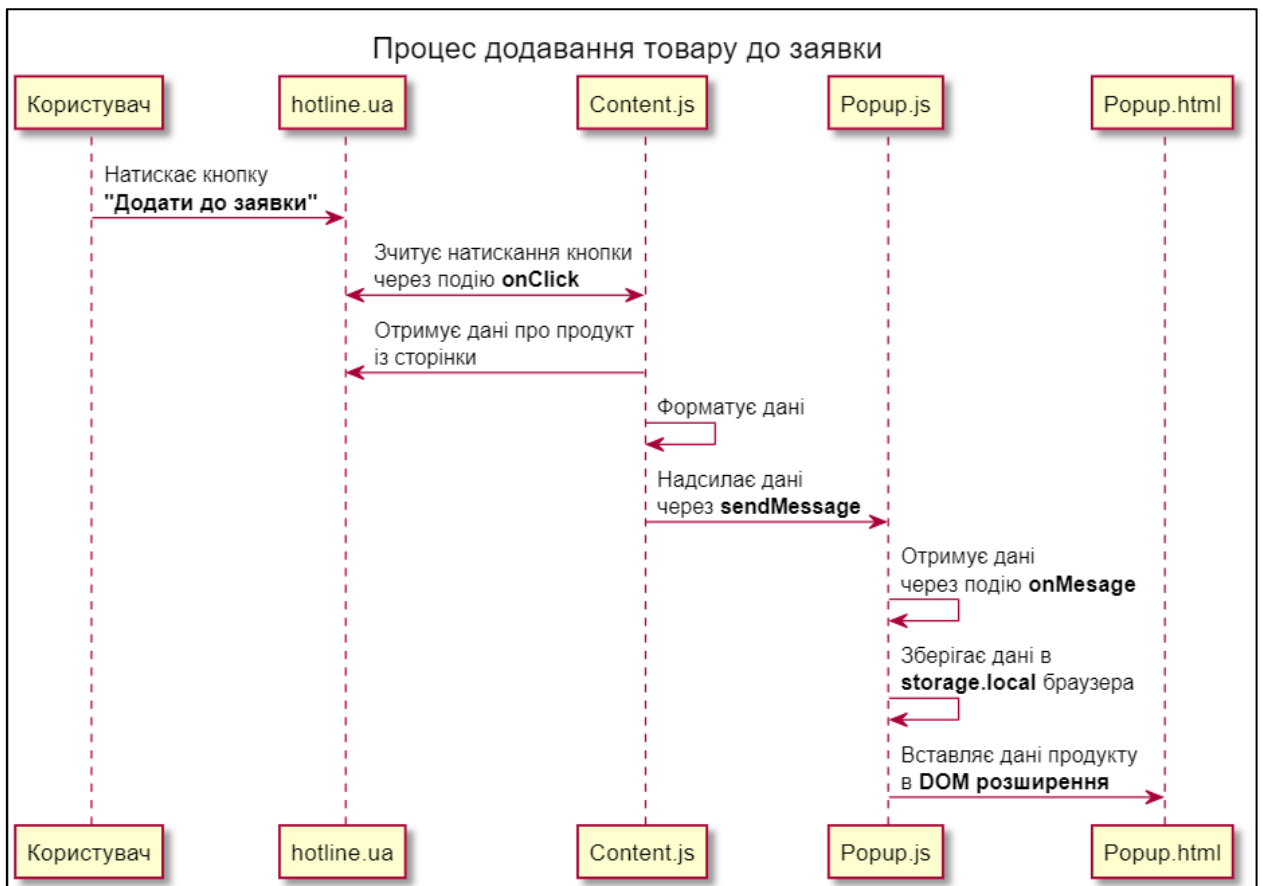 Процес додавання товару до заявки
Користувач
hotline.ua
Content.js
Popup.js
Popup.html
Натискає кнопку
"Додати до заявки"
Зчитує натискання кнопки
через подію onClick
Отримує дані про продукт
із сторінки
Форматує дані
Надсилає дані
через sendMessage
Отримує дані
через подію onMesage
Зберігає дані в
storage.local браузера
Вставляє дані продукту
в DOM розширення
Користувач
hotline.ua
Content.js
Popup.js
Popup.html